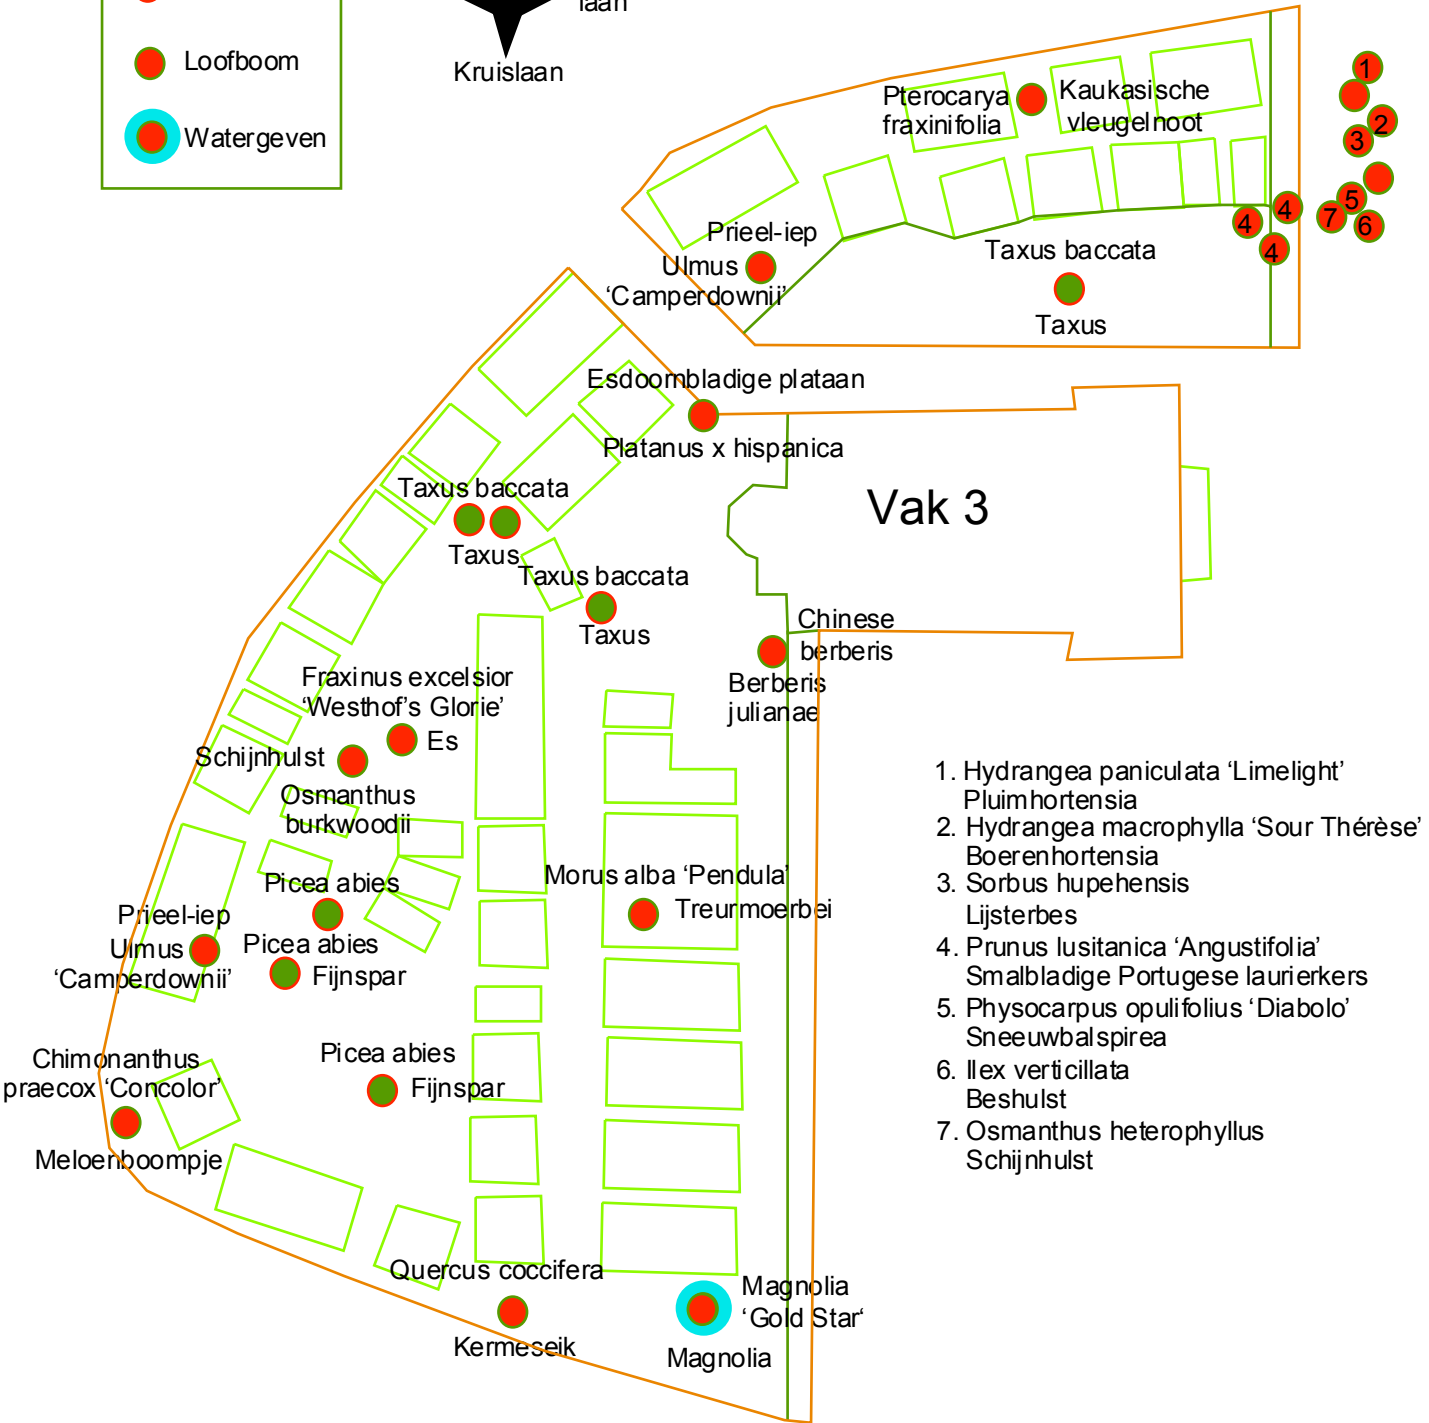 laan
Loofboom
Kruislaan
Watergeven
Pterocarya
fraxinifolia
Kaukasische
vleugelnoot
1
2
3
4
4
4
5
7
6
Prieel-iep
Ulmus
‘Camperdownii’
Taxus baccata
Taxus
Esdoornbladige plataan
Platanus x hispanica
Vak 3
Taxus baccata
Taxus
Taxus baccata
Taxus
Chinese
berberis
Berberis
julianae
Fraxinus excelsior
‘Westhof’s Glorie’
Es
Schijnhulst
Osmanthus
burkwoodii
Picea abies
Prieel-iep
Ulmus
‘Camperdownii’
Picea abies
Fijnspar
Morus alba ‘Pendula’
Treurmoerbei
Chimonanthus
praecox ‘Concolor’
Meloenboompje
Picea abies
Fijnspar
Quercus coccifera
Kermeseik
Magnolia
‘Gold Star‘
Magnolia
1. Hydrangea paniculata ‘Limelight’
Pluimhortensia
2. Hydrangea macrophylla ‘Sour Thérèse’
Boerenhortensia
3. Sorbus hupehensis
Lijsterbes
4. Prunus lusitanica ‘Angustifolia’
Smalbladige Portugese laurierkers
5. Physocarpus opulifolius ‘Diabolo’
Sneeuwbalspirea
6. Ilex verticillata
Beshulst
7. Osmanthus heterophyllus
Schijnhulst